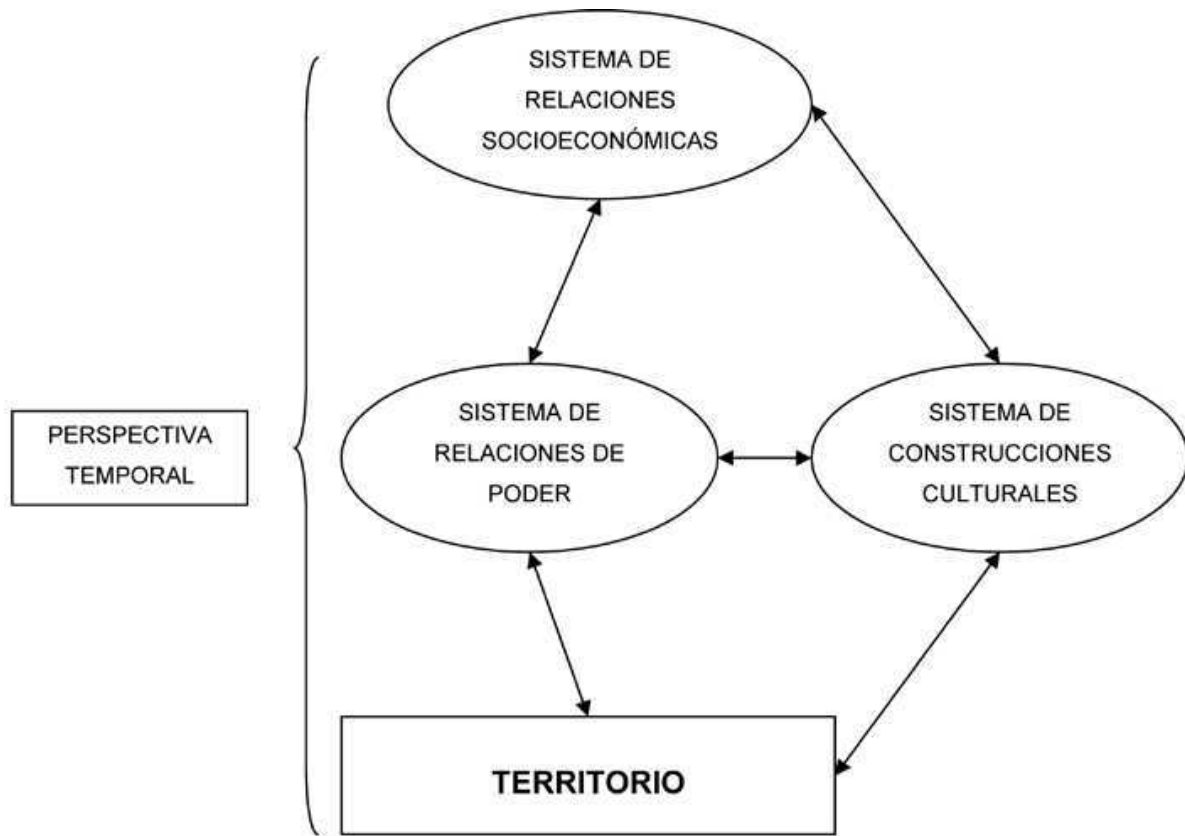 SISTEMA DE
RELACIONES
SOCIOECONÓMICAS
PERSPECTIVA
TEMPORAL
SISTEMA DE
RELACIONES DE
PODER
SISTEMA DE
CONSTRUCCIONES
CULTURALES
TERRITORIO